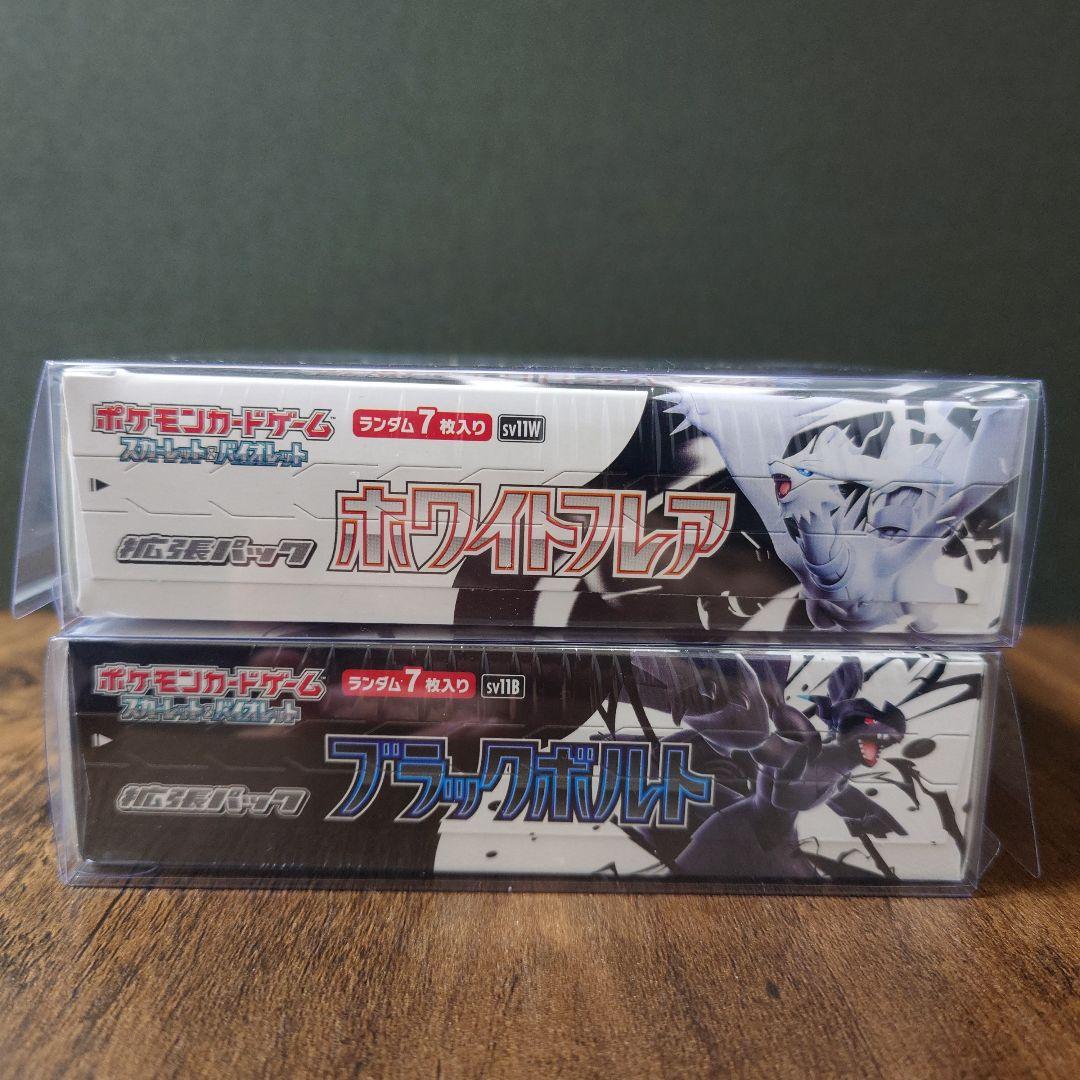 ポケモンカードゲーム™
スカーレット&バイオレット
ランダム7枚入り
sv11W
拡張パック
ホワイトフレア
ポケモンカードゲーム™
スカーレット&バイオレット
ランダム7枚入り
sv11B
拡張パック
ブラックボルト